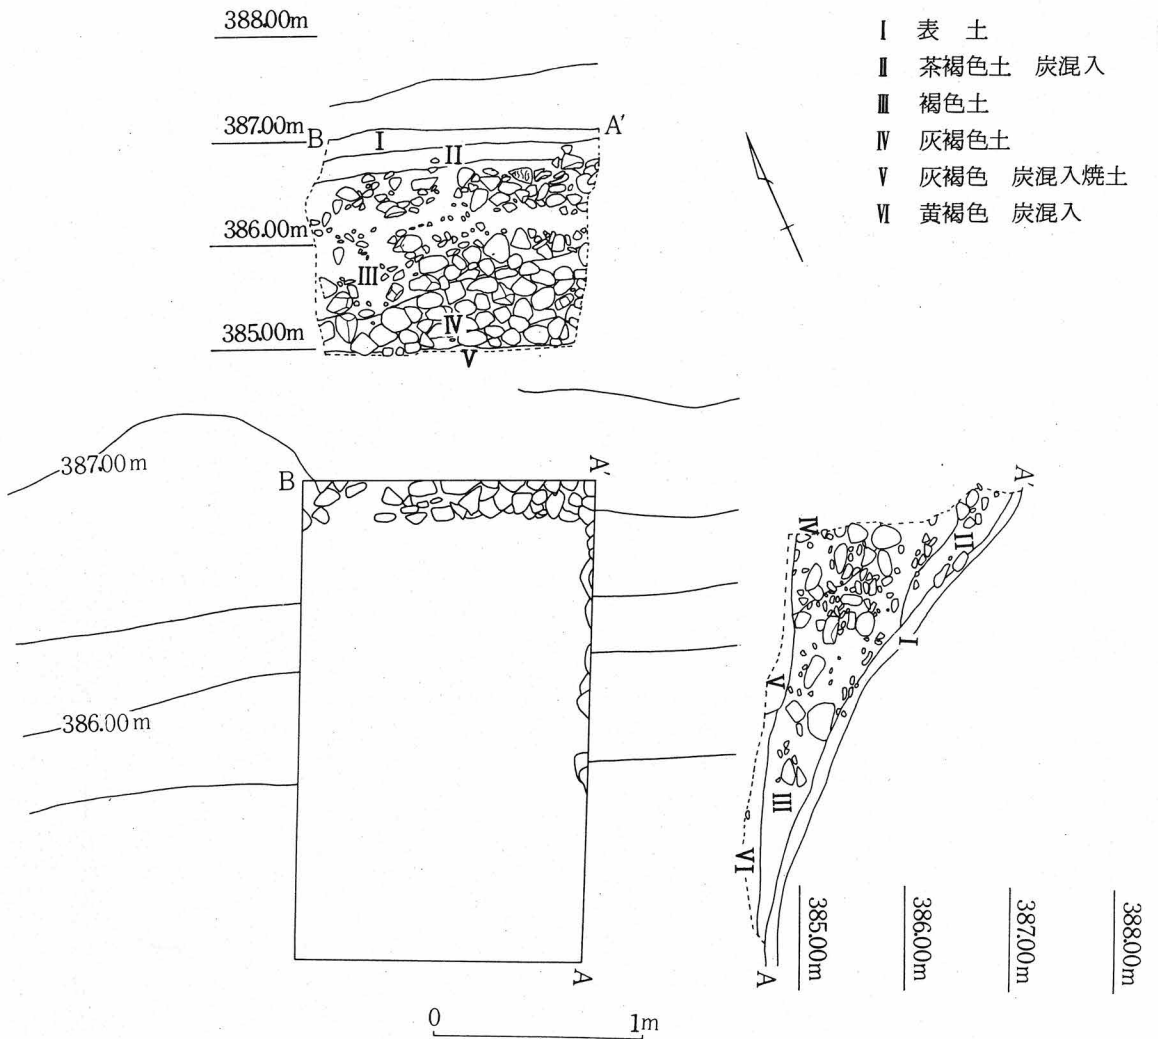 388.00m
387.00m
B
A'
I
II
386.00m
III
385.00m
IV
V
I 表 土
II 茶褐色土 炭混入
III 褐色土
IV 灰褐色土
V 灰褐色 炭混入焼土
VI 黄褐色 炭混入
387.00m
B
A'
386.00m
A
A'
IV
II
I
V
III
VI
A
385.00m
386.00m
387.00m
388.00m
0 1m